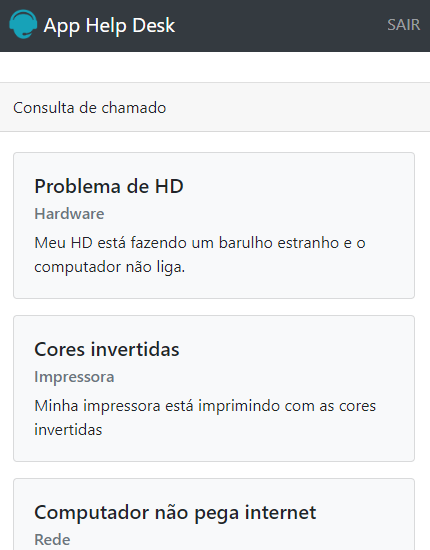 App Help Desk
SAIR
Consulta de chamado
Problema de HD
Hardware
Meu HD está fazendo um barulho estranho e o
computador não liga.
Cores invertidas
Impressora
Minha impressora está imprimindo com as cores
invertidas
Computador não pega internet
Rede